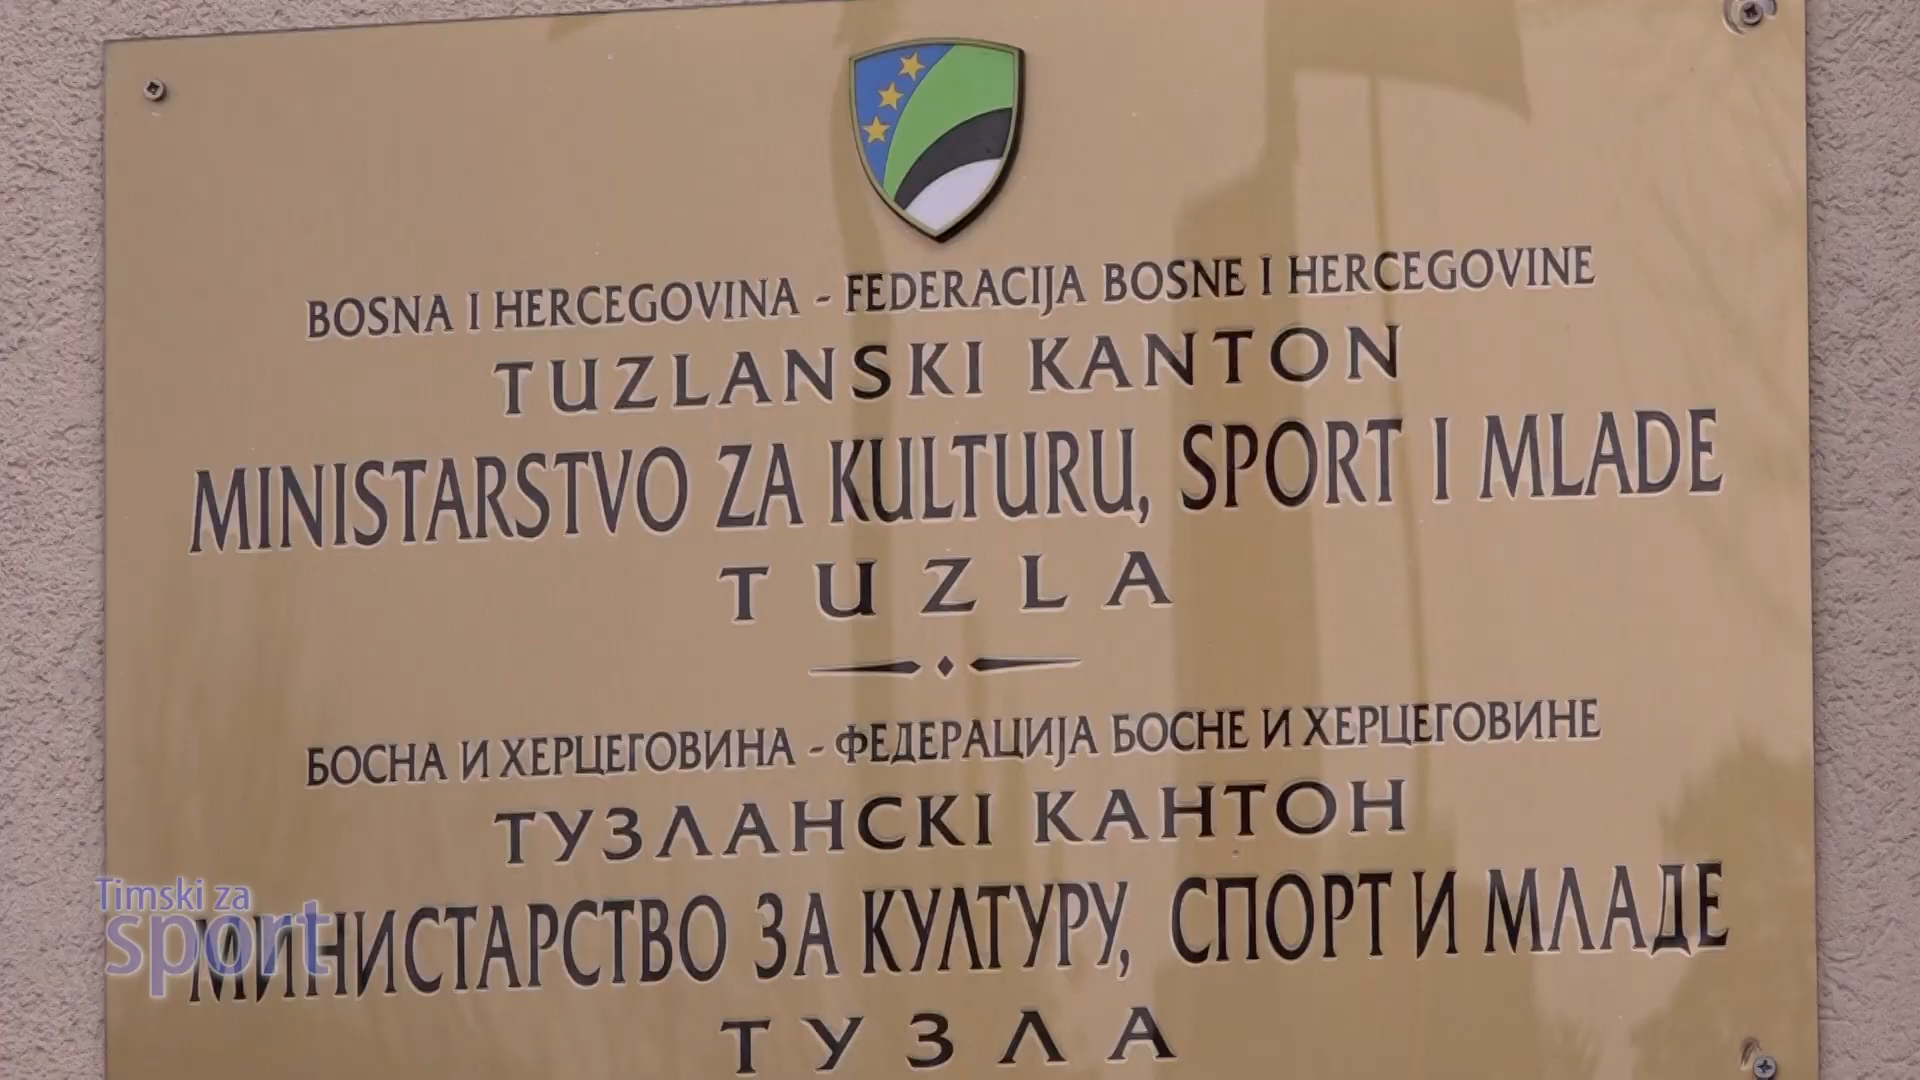 BOSNA I HERCEGOVINA - FEDERACIJA BOSNE I HERCEGOVINE
TUZLANSKI KANTON
MINISTARSTVO ZA KULTURU, SPORT I MLADE
TUZLA
БОСНА И ХЕРЦЕГОВИНА - ФЕДЕРАЦИЈА БОСНЕ И ХЕРЦЕГОВИНЕ
ТУЗЛАНСКІ КАНТОН
МИНИСТАРСТВО ЗА КУЛТУРУ, СПОРТ И МЛАДЕ
ТУЗЛА
Timski za
sport